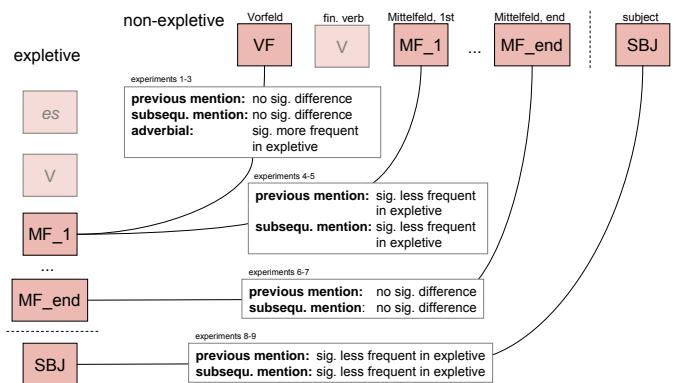 non-expletive
Vorfeld
fin. verb
Mittelfeld, 1st
Mittelfeld, end
subject
VF
V
MF_1
...
MF_end
SBJ
expletive
es
V
MF_1
...
MF_end
SBJ
experiments 1-3
previous mention: no sig. difference
subsequ. mention: no sig. difference
adverbial: sig. more frequent
in expletive
experiments 4-5
previous mention: sig. less frequent
in expletive
subsequ. mention: sig. less frequent
in expletive
experiments 6-7
previous mention: no sig. difference
subsequ. mention: no sig. difference
experiments 8-9
previous mention: sig. less frequent in expletive
subsequ. mention: sig. less frequent in expletive